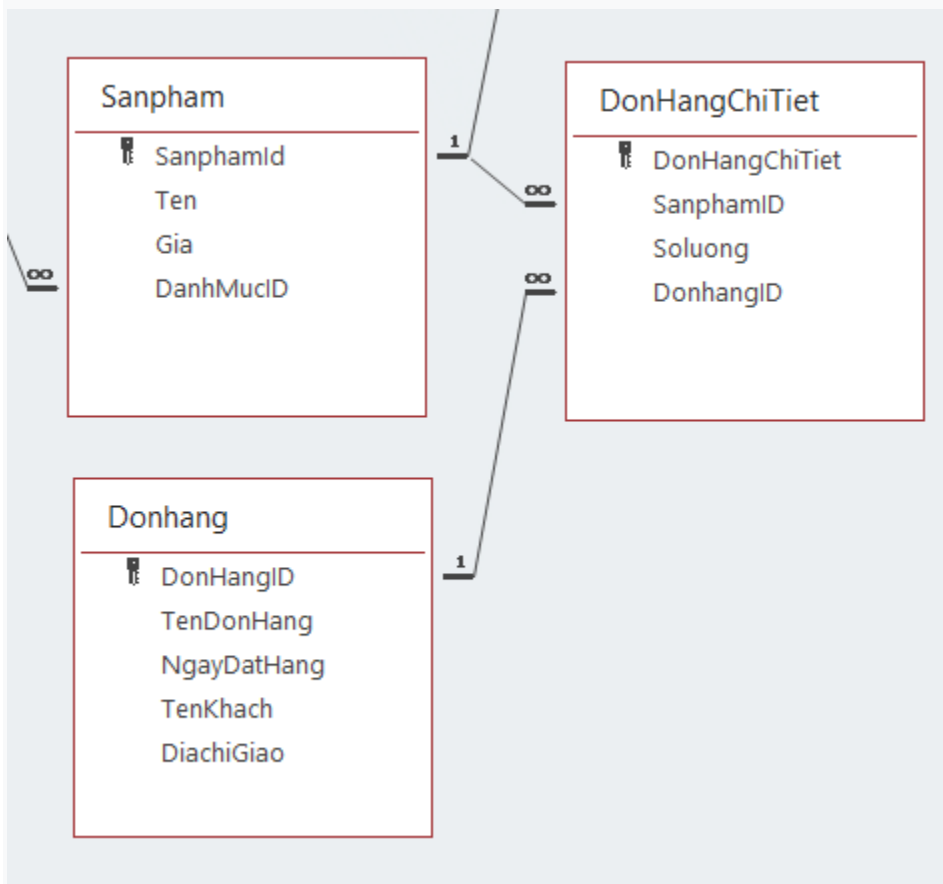 Sanpham
SanphamId
Ten
Gia
DanhMucID
1
∞
∞
∞
DonHangChiTiet
DonHangChiTiet
SanphamID
Soluong
DonhangID
Donhang
DonHangID
TenDonHang
NgayDatHang
TenKhach
DiachiGiao
1